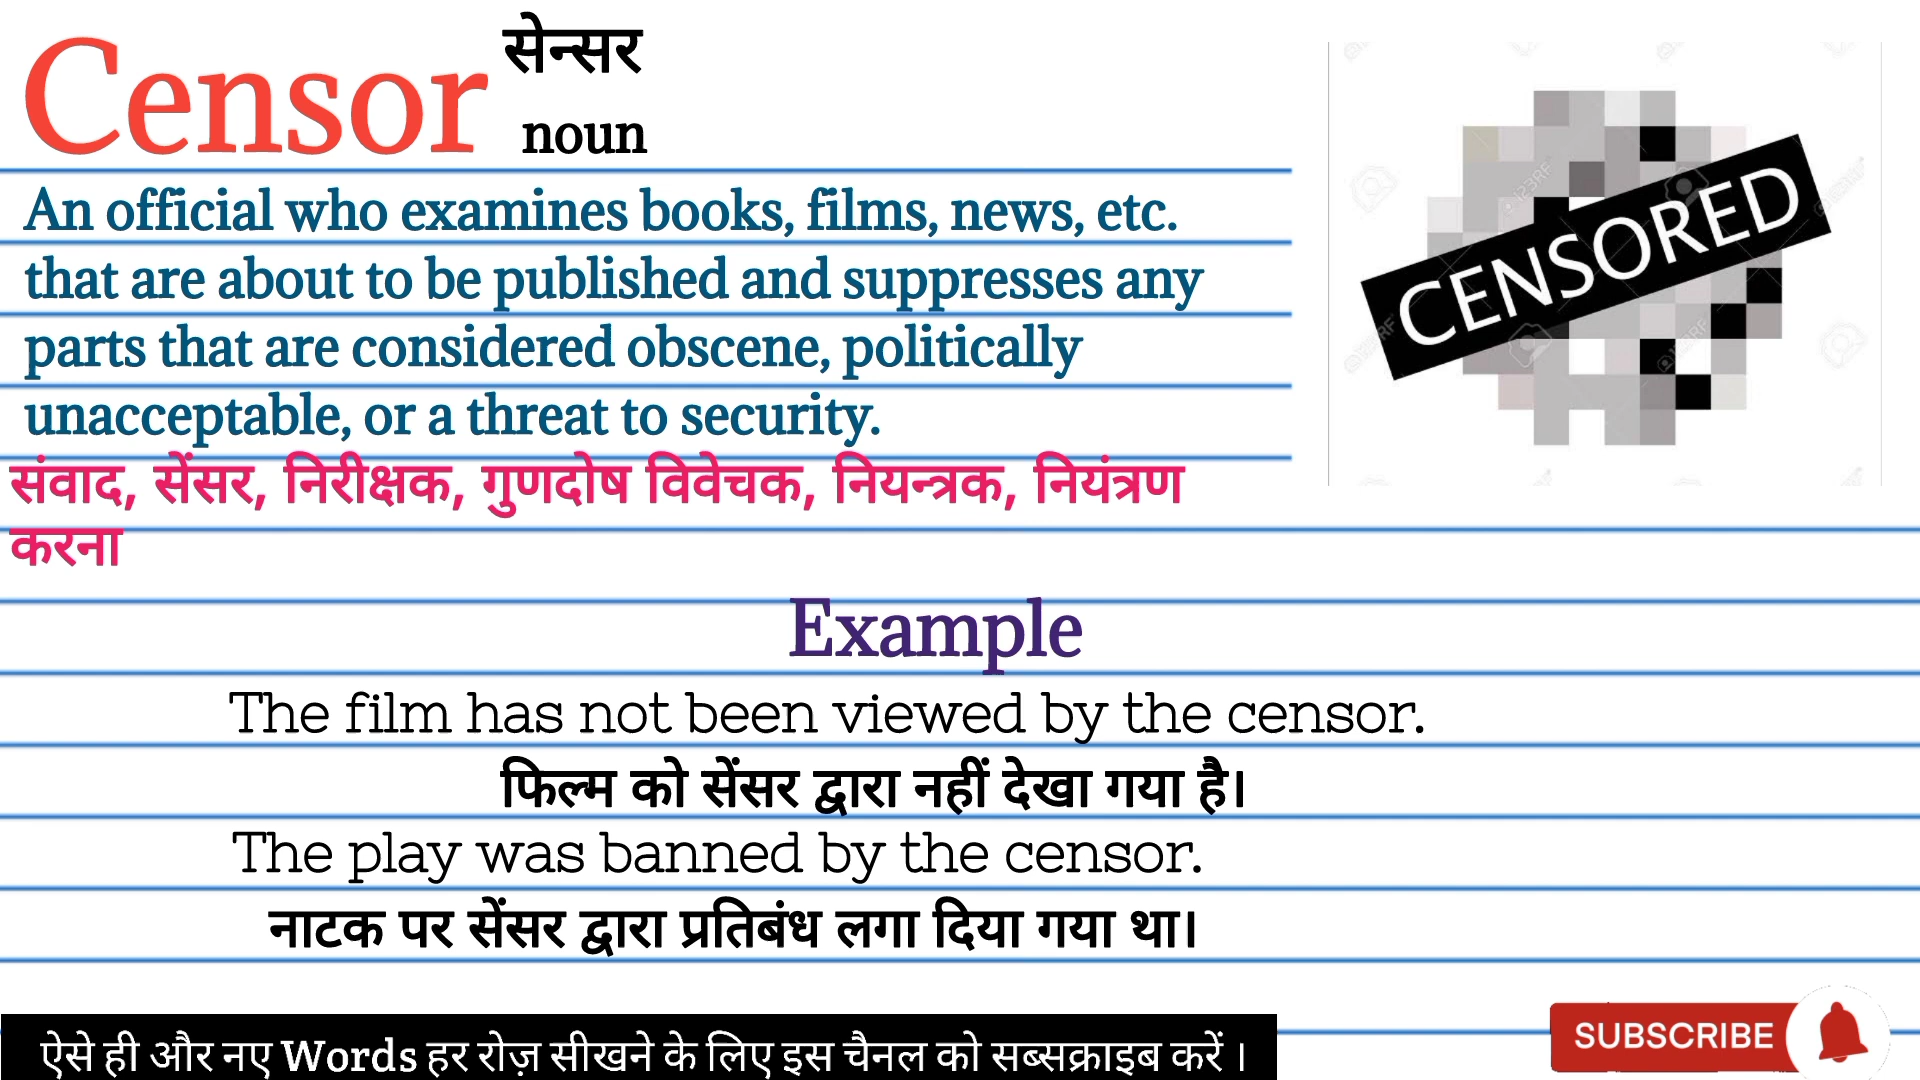 Censor
सेन्सर
noun
An official who examines books, films, news, etc.
that are about to be published and suppresses any
parts that are considered obscene, politically
unacceptable, or a threat to security.
संवाद, सेंसर, निरीक्षक, गुणदोष विवेचक, नियन्त्रक, नियंत्रण
करना
CENSORED
Example
The film has not been viewed by the censor.
फिल्म को सेंसर द्वारा नहीं देखा गया है।
The play was banned by the censor.
नाटक पर सेंसर द्वारा प्रतिबंध लगा दिया गया था।
ऐसे ही और नए Words हर रोज़ सीखने के लिए इस चैनल को सब्सक्राइब करें ।
SUBSCRIBE